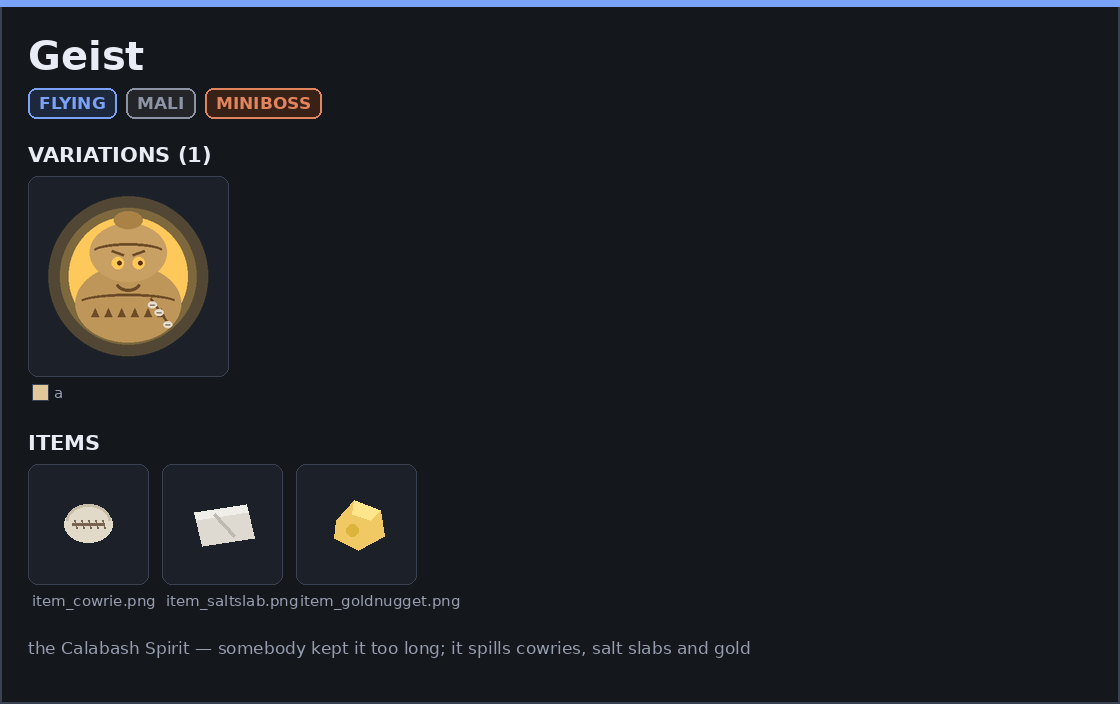 Geist
FLYING MALI MINIBOSS
VARIATIONS (1)
a
ITEMS
item_cowrie.png item_saltslab.png item_goldnugget.png
the Calabash Spirit — somebody kept it too long; it spills cowries, salt slabs and gold